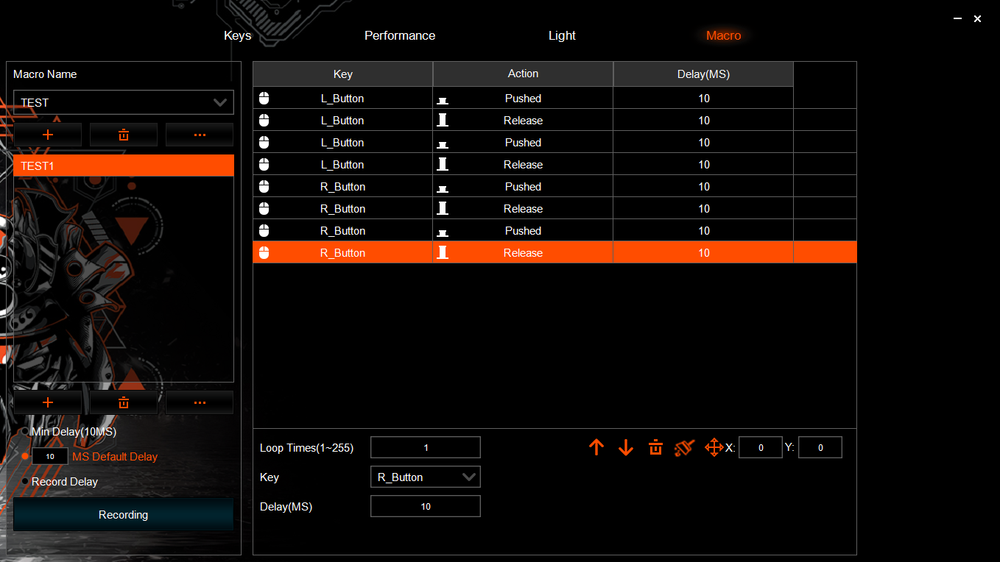 Keys Performance Light Macro
Macro Name
TEST
TEST1
Min Delay(10MS)
10 MS Default Delay
Record Delay
Recording
Key Action Delay(MS)
L_Button Pushed 10
L_Button Release 10
L_Button Pushed 10
L_Button Release 10
R_Button Pushed 10
R_Button Release 10
R_Button Pushed 10
R_Button Release 10
Loop Times(1~255) 1 X: 0 Y: 0
Key R_Button
Delay(MS) 10